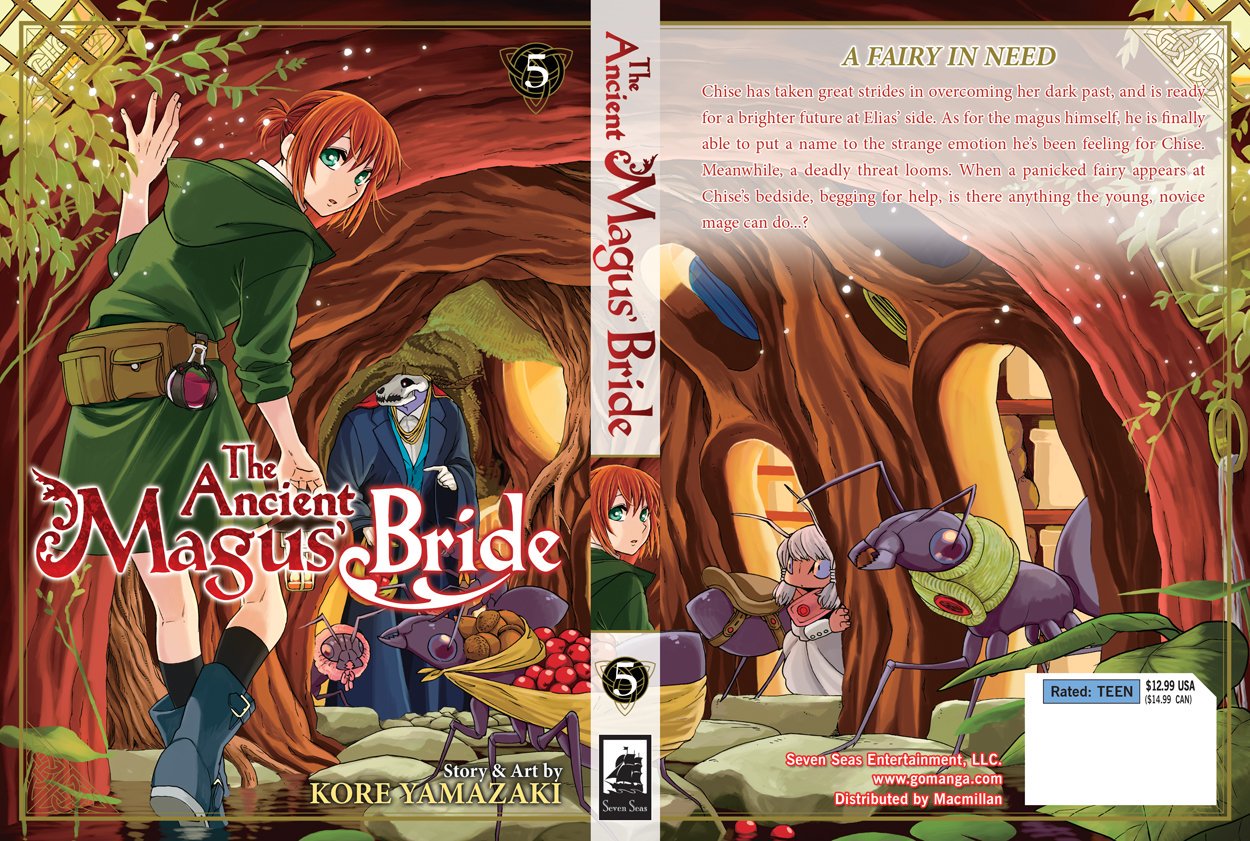 5
The
Ancient
Magus'
Bride
Story & Art by
KORE YAMAZAKI
The
Ancient
Magus' Bride
5
Seven Seas
A FAIRY IN NEED
Chise has taken great strides in overcoming her dark past, and is ready
for a brighter future at Elias' side. As for the magus himself, he is finally
able to put a name to the strange emotion he's been feeling for Chise.
Meanwhile, a deadly threat looms. When a panicked fairy appears at
Chise's bedside, begging for help, is there anything the young, novice
mage can do...?
Rated: TEEN
$12.99 USA
($14.99 CAN)
Seven Seas Entertainment, LLC.
www.gomanga.com
Distributed by Macmillan